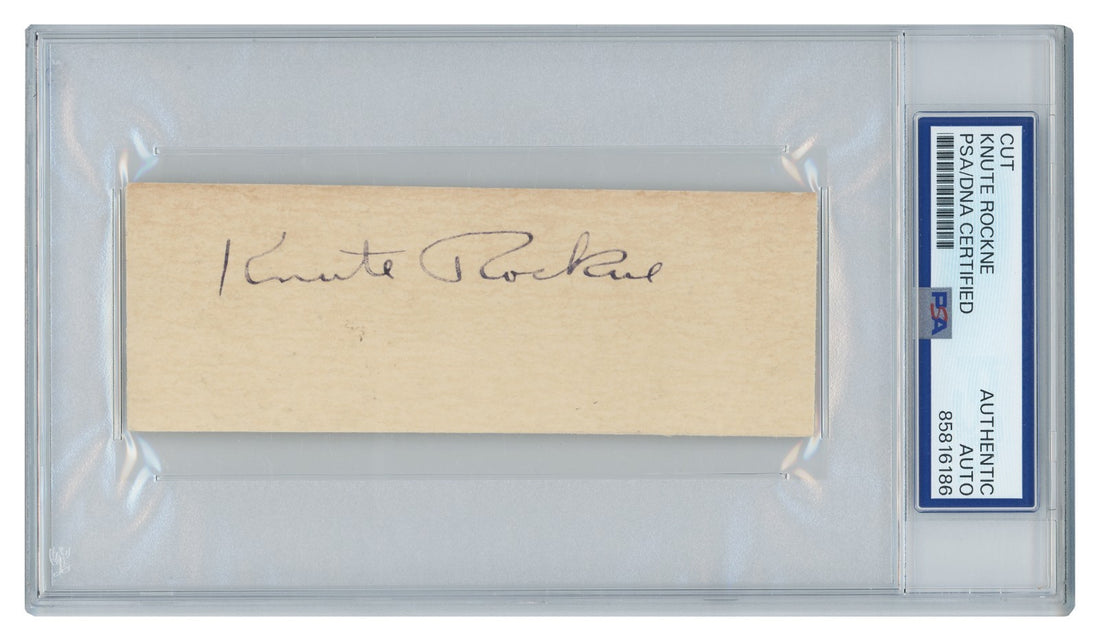 Knute Rockne
CUT
KNUTE ROCKNE
PSA/DNA CERTIFIED
AUTHENTIC
AUTO
85816186
PSA